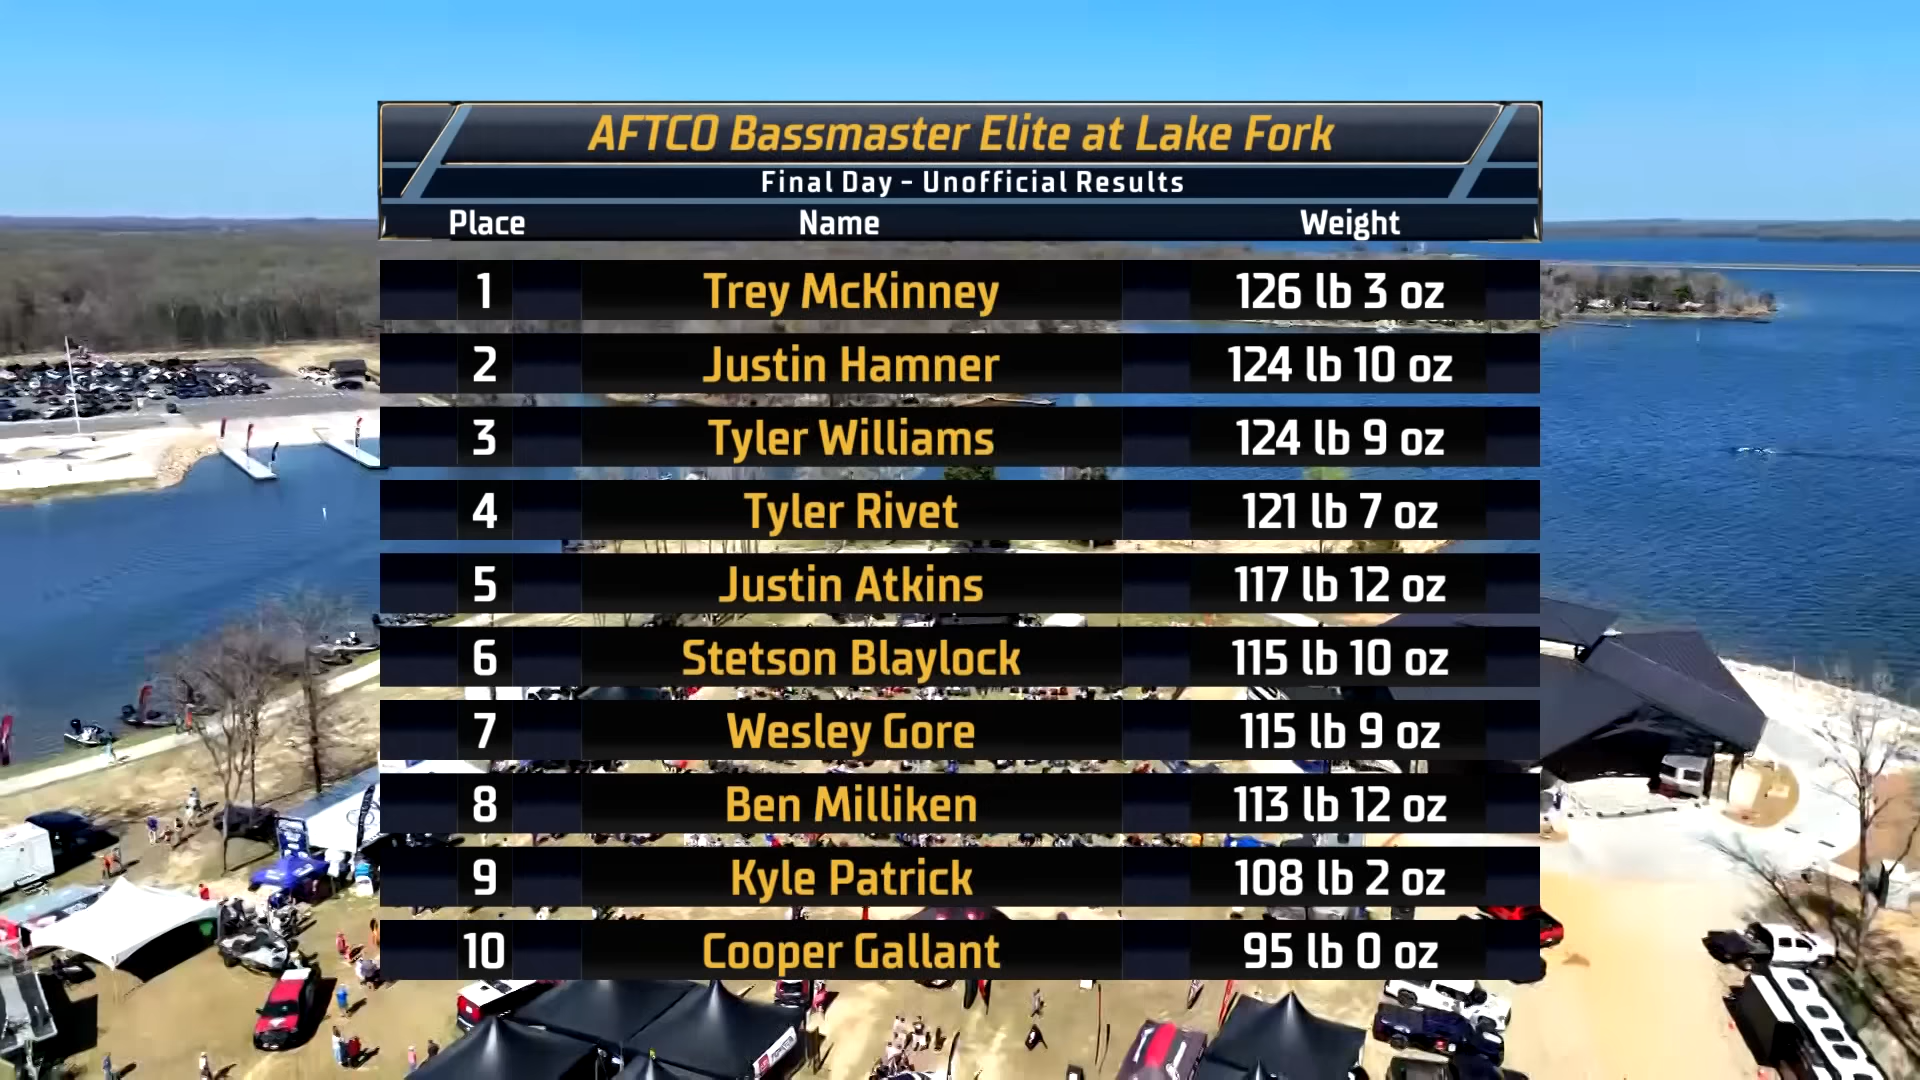 AFTCO Bassmaster Elite at Lake Fork
Final Day - Unofficial Results
Place Name Weight
1 Trey McKinney 126 lb 3 oz
2 Justin Hamner 124 lb 10 oz
3 Tyler Williams 124 lb 9 oz
4 Tyler Rivet 121 lb 7 oz
5 Justin Atkins 117 lb 12 oz
6 Stetson Blaylock 115 lb 10 oz
7 Wesley Gore 115 lb 9 oz
8 Ben Milliken 113 lb 12 oz
9 Kyle Patrick 108 lb 2 oz
10 Cooper Gallant 95 lb 0 oz